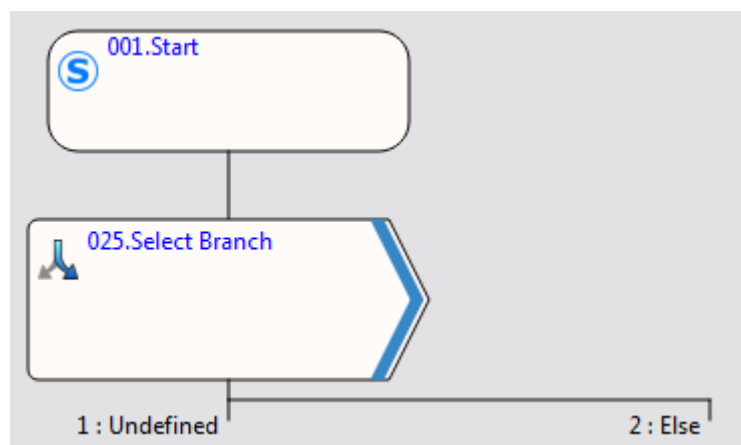 001.Start
S
025.Select Branch
1 : Undefined
2 : Else